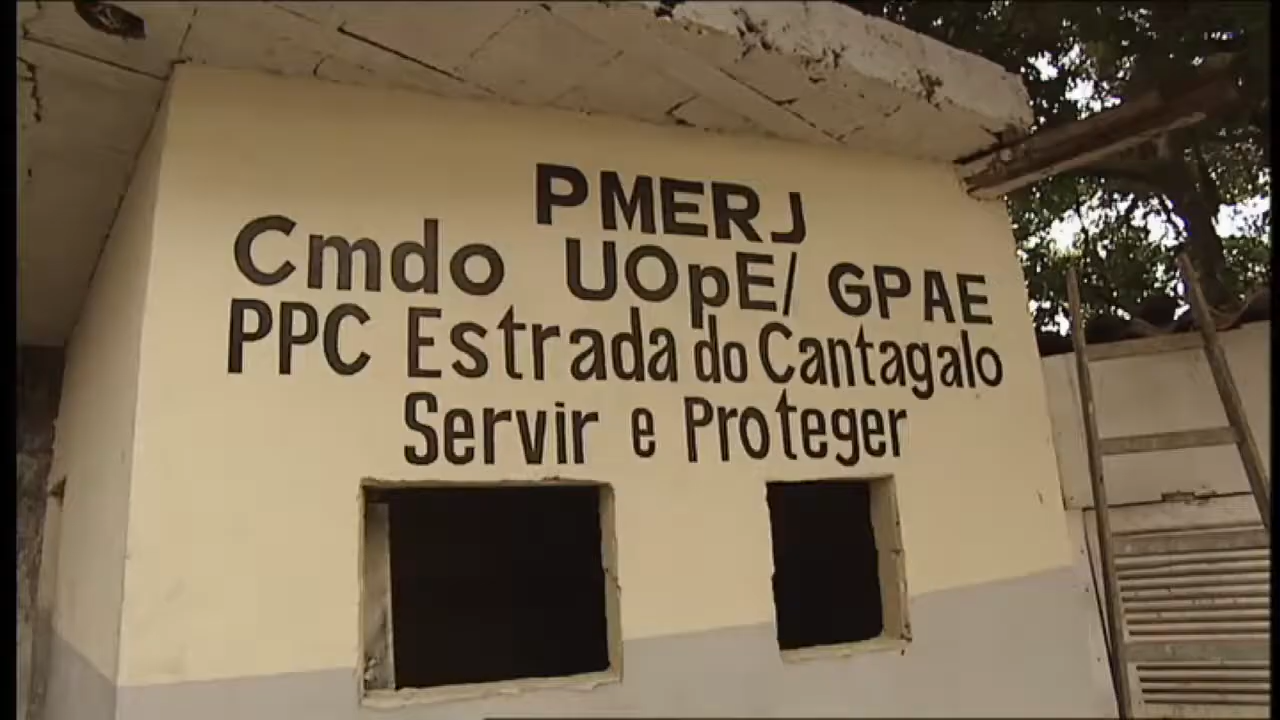 PMERJ
Cmdo UOpE/ GPAE
PPC Estrada do Cantagalo
Servir e Proteger